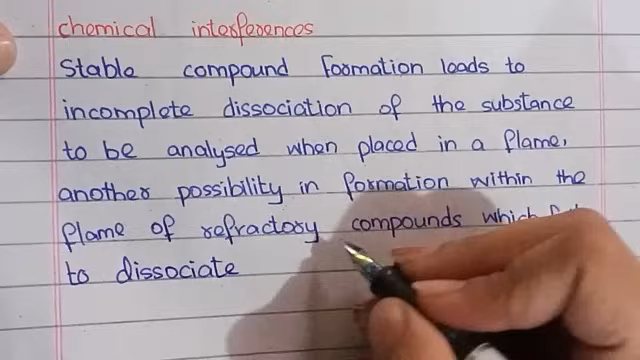 chemical interferences
Stable compound formation leads to
incomplete dissociation of the substance
to be analysed when placed in a flame,
another possibility in formation within the
flame of refractory compounds which
to dissociate